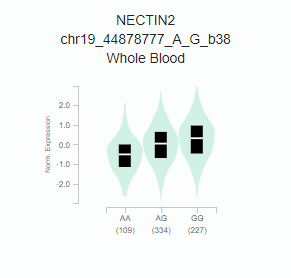 NECTIN2
chr19_44878777_A_G_b38
Whole Blood
Norm. Expression
2.0
1.0
0.0
-1.0
-2.0
AA AG GG
(109) (334) (227)